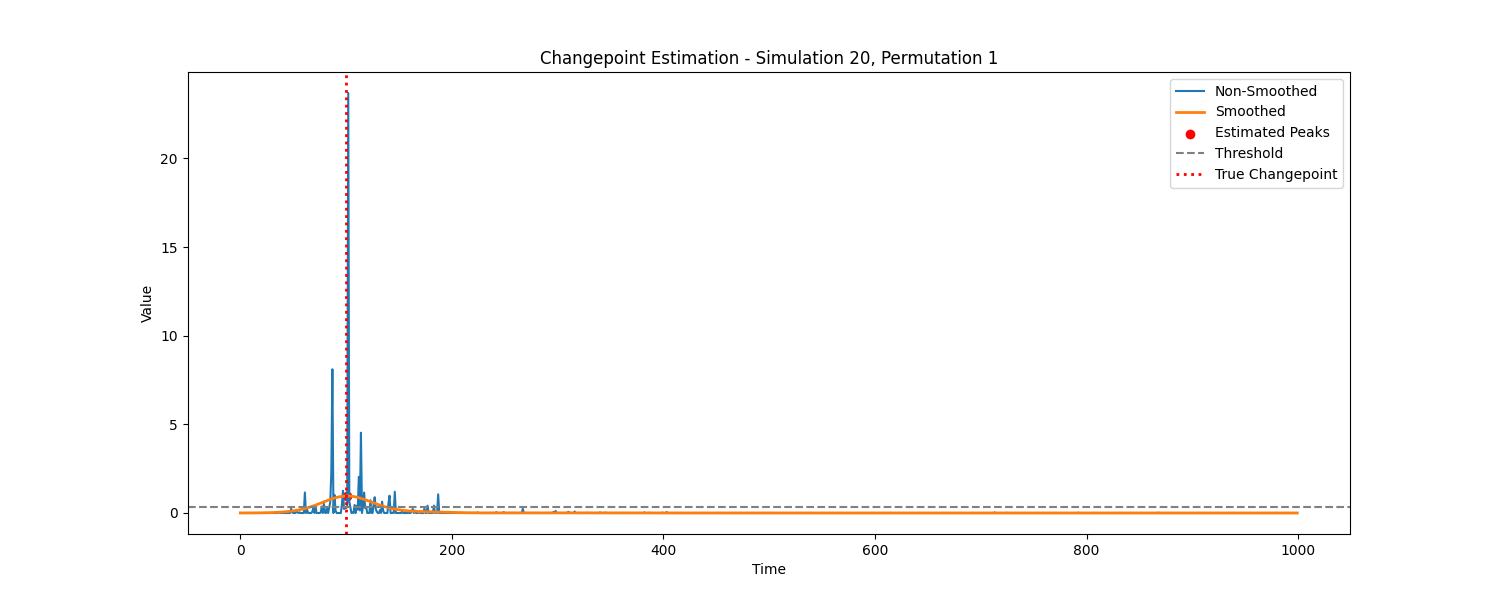 Changepoint Estimation - Simulation 20, Permutation 1
Non-Smoothed
Smoothed
Estimated Peaks
Threshold
True Changepoint
20
15
10
5
0
Value
0 200 400 600 800 1000
Time